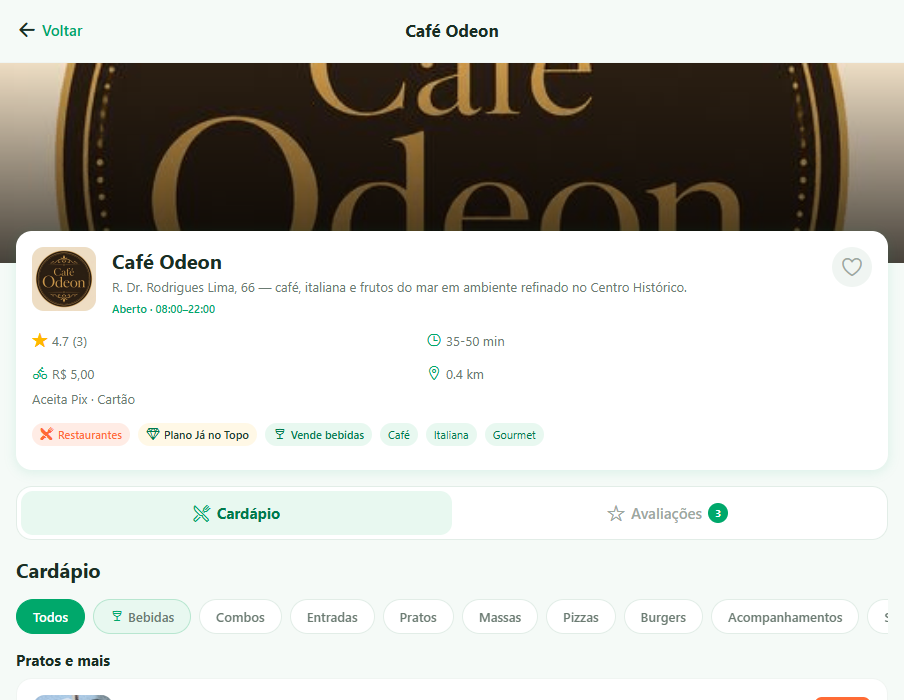 Voltar
Café Odeon
Café
Odeon
Café
Odeon
Café Odeon
R. Dr. Rodrigues Lima, 66 — café, italiana e frutos do mar em ambiente refinado no Centro Histórico.
Aberto · 08:00–22:00
4.7 (3)
35-50 min
R$ 5,00
0.4 km
Aceita Pix · Cartão
Restaurantes
Plano Já no Topo
Vende bebidas
Café
Italiana
Gourmet
Cardápio
Avaliações 3
Cardápio
Todos
Bebidas
Combos
Entradas
Pratos
Massas
Pizzas
Burgers
Acompanhamentos
Pratos e mais